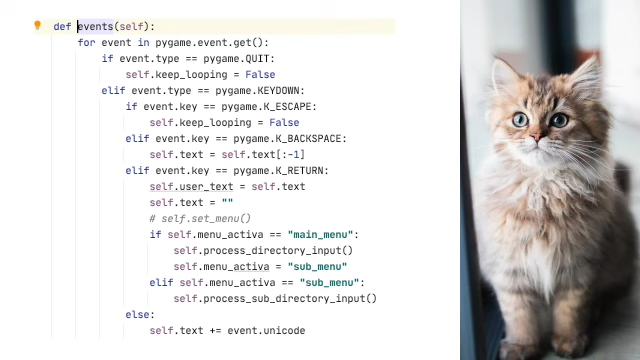 def events(self):
for event in pygame.event.get():
if event.type == pygame.QUIT:
self.keep_looping = False
elif event.type == pygame.KEYDOWN:
if event.key == pygame.K_ESCAPE:
self.keep_looping = False
elif event.key == pygame.K_BACKSPACE:
self.text = self.text[:-1]
elif event.key == pygame.K_RETURN:
self.user_text = self.text
self.text = ""
# self.set_menu()
if self.menu_activa == "main_menu":
self.process_directory_input()
self.menu_activa = "sub_menu"
elif self.menu_activa == "sub_menu":
self.process_sub_directory_input()
else:
self.text += event.unicode